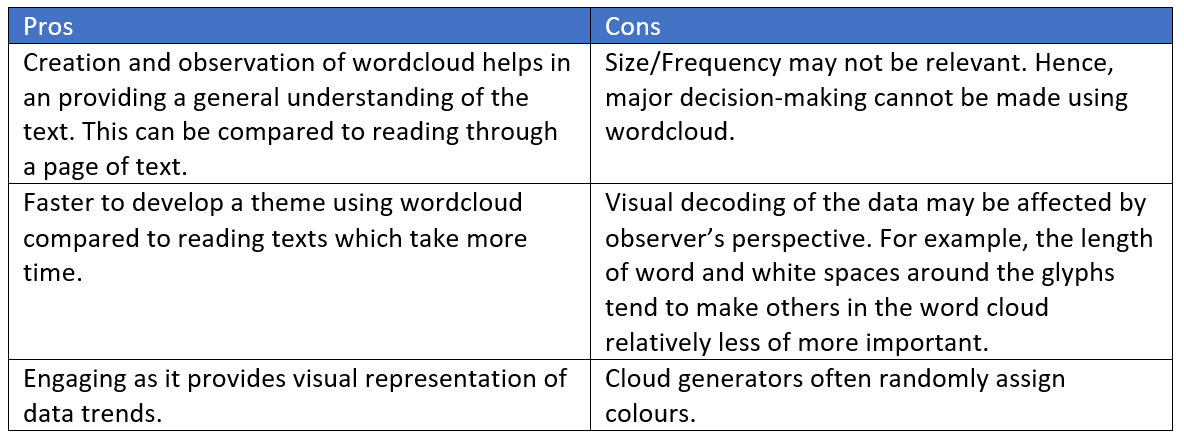 Pros
Cons
Creation and observation of wordcloud helps in
an providing a general understanding of the
text. This can be compared to reading through
a page of text.
Size/Frequency may not be relevant. Hence,
major decision-making cannot be made using
wordcloud.
Faster to develop a theme using wordcloud
compared to reading texts which take more
time.
Visual decoding of the data may be affected by
observer’s perspective. For example, the length
of word and white spaces around the glyphs
tend to make others in the word cloud
relatively less of more important.
Engaging as it provides visual representation of
data trends.
Cloud generators often randomly assign
colours.